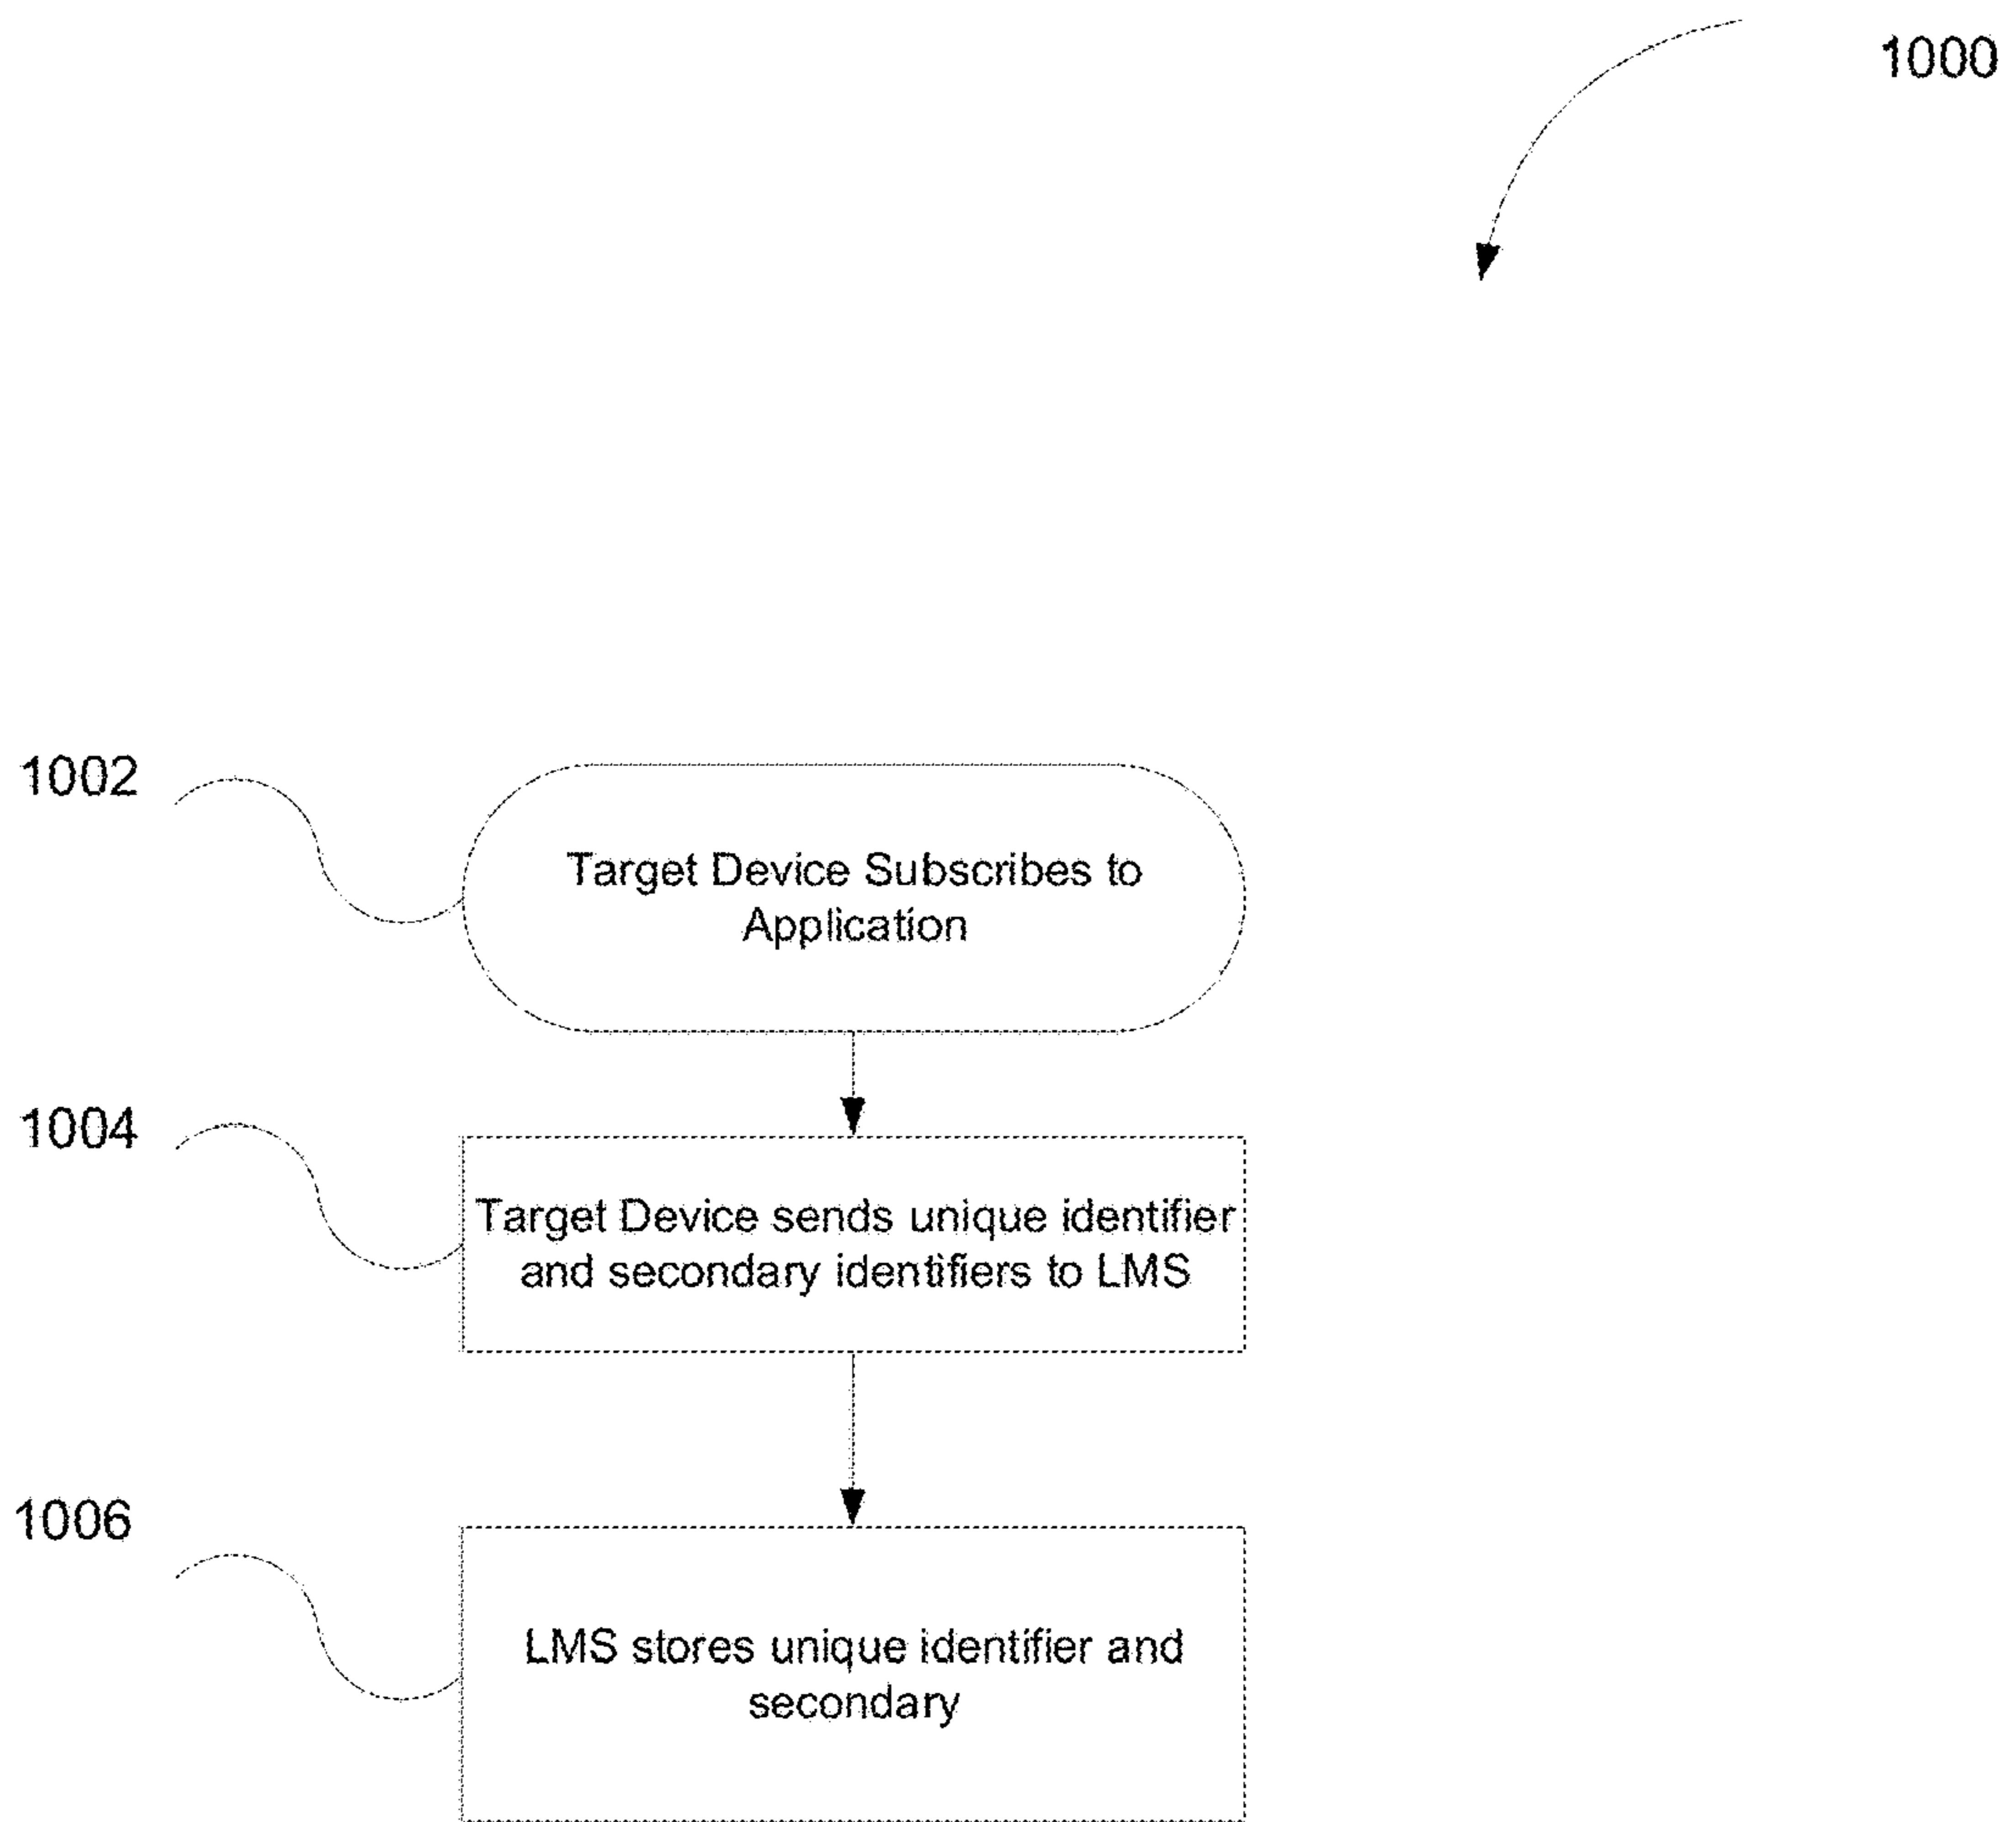 1000
1002
Target Device Subscribes to
Application
1004
Target Device sends unique identifier
and secondary identifiers to LMS
1006
LMS stores unique identifier and
secondary